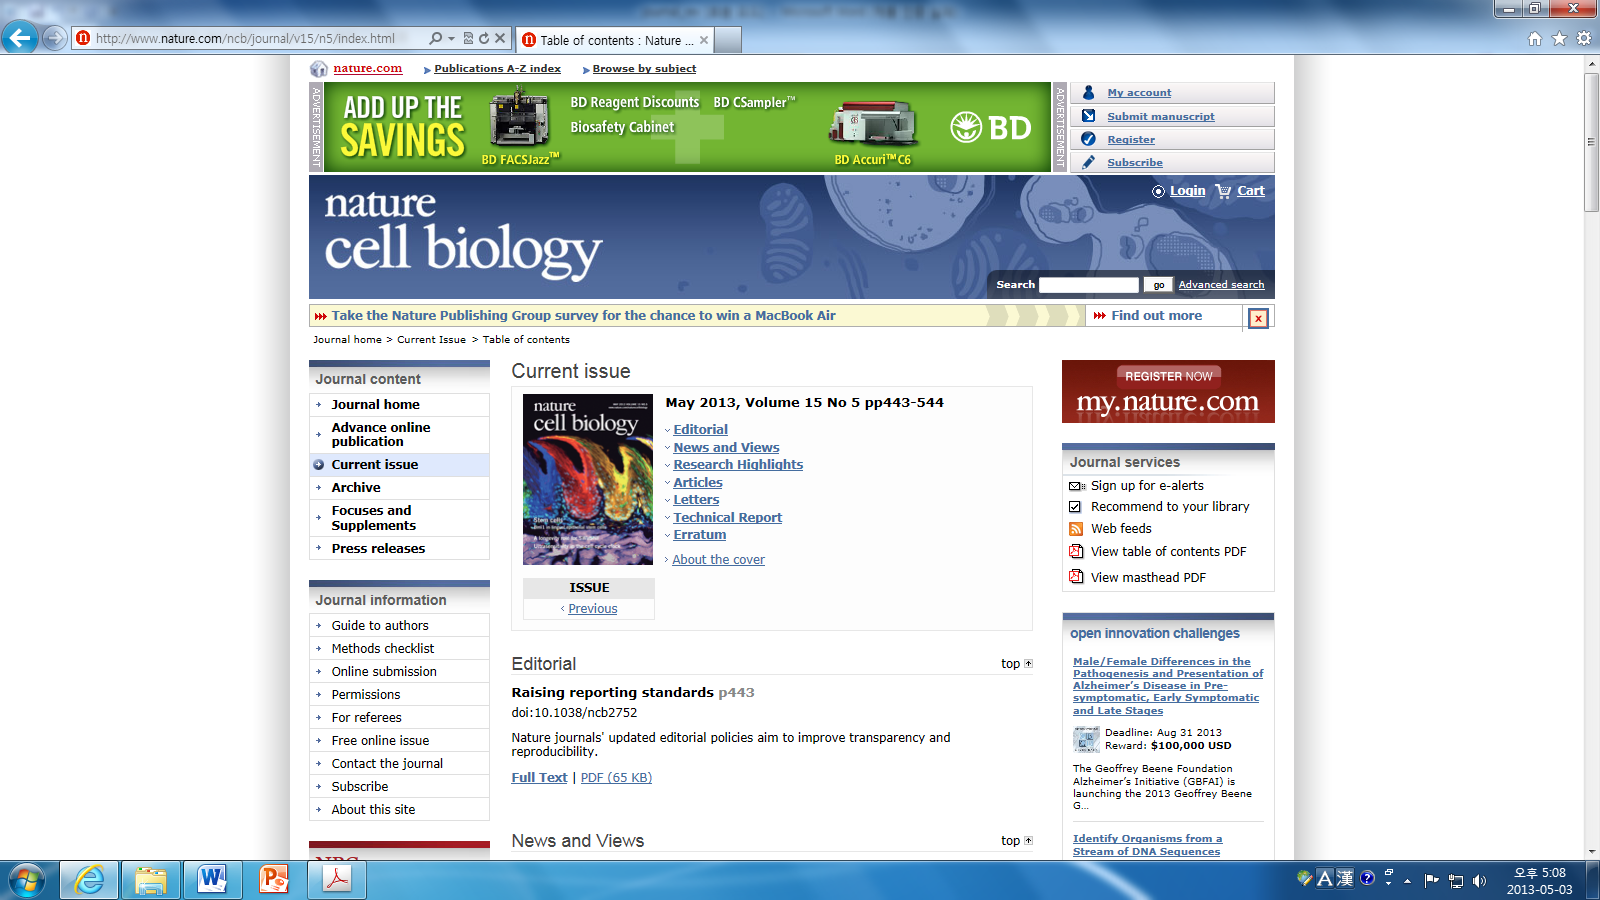 http://www.nature.com/ncb/journal/v15/n5/index.html
Table of contents : Nature ...
nature.com
Publications A-Z index
Browse by subject
ADVERTISEMENT
ADD UP THE
SAVINGS
BD FACSJazz™
BD Reagent Discounts
BD CSampler™
Biosafety Cabinet
BD Accuri™ C6
BD
ADVERTISEMENT
My account
Submit manuscript
Register
Subscribe
nature
cell biology
Login
Cart
Search
go
Advanced search
Take the Nature Publishing Group survey for the chance to win a MacBook Air
Find out more
x
Journal home > Current Issue > Table of contents
Journal content
Journal home
Advance online
publication
Current issue
Archive
Focuses and
Supplements
Press releases
Journal information
Guide to authors
Methods checklist
Online submission
Permissions
For referees
Free online issue
Contact the journal
Subscribe
About this site
Current issue
nature
cell biology
Stem cells
ISSUE
Previous
May 2013, Volume 15 No 5 pp443-544
Editorial
News and Views
Research Highlights
Articles
Letters
Technical Report
Erratum
About the cover
Editorial
top
Raising reporting standards p443
doi:10.1038/ncb2752
Nature journals' updated editorial policies aim to improve transparency and
reproducibility.
Full Text | PDF (65 KB)
News and Views
top
REGISTER NOW
my.nature.com
Journal services
Sign up for e-alerts
Recommend to your library
Web feeds
View table of contents PDF
View masthead PDF
open innovation challenges
Male/Female Differences in the
Pathogenesis and Presentation of
Alzheimer's Disease in Pre-
symptomatic, Early Symptomatic
and Late Stages
Deadline: Aug 31 2013
Reward: $100,000 USD
The Geoffrey Beene Foundation
Alzheimer's Initiative (GBFAI) is
launching the 2013 Geoffrey Beene
G...
Identify Organisms from a
Stream of DNA Sequences
A 漢
오후 5:08
2013-05-03